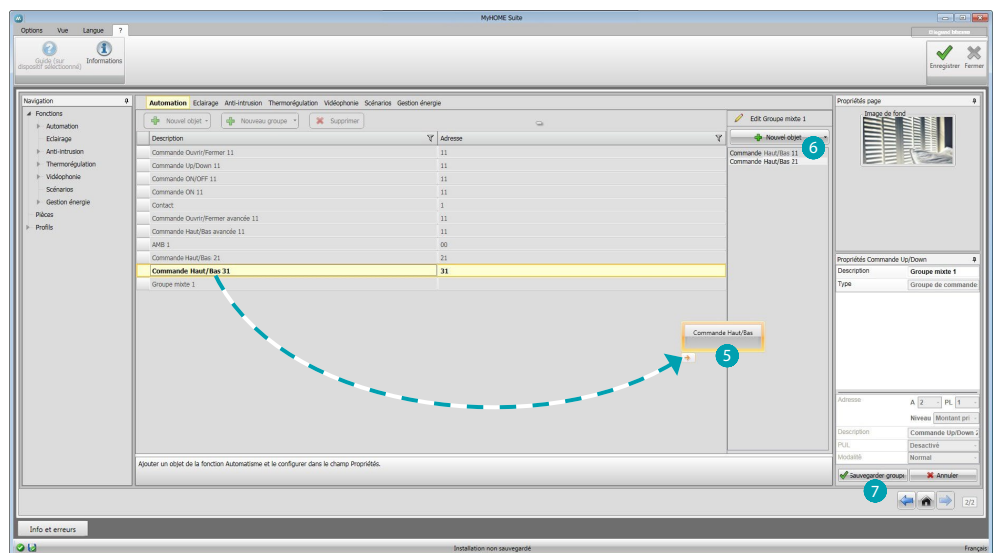 MyHOME Suite
Options Vue Langue ?
Guide (sur dispositif sélectionné)
Informations
Enregistrer Fermer
Navigation
Fonctions
Automation
Eclairage
Anti-intrusion
Thermorégulation
Vidéophonie
Scénarios
Gestion énergie
Pièces
Profils
Automation Eclairage Anti-intrusion Thermorégulation Vidéophonie Scénarios Gestion énergie
Nouvel objet Nouveau groupe Supprimer
Description Adresse
Commande Ouvrir/Fermer 11 11
Commande Up/Down 11 11
Commande ON/OFF 11 11
Commande ON 11 11
Contact 1
Commande Ouvrir/Fermer avancée 11 11
Commande Haut/Bas avancée 11 11
AMB 1 00
Commande Haut/Bas 21 21
Commande Haut/Bas 31 31
Groupe mixte 1
Commande Haut/Bas
5
Ajouter un objet de la fonction Automatisme et le configurer dans le champ Propriétés.
Edit Groupe mixte 1
Nouvel objet
6
Commande Haut/Bas 11
Commande Haut/Bas 21
Propriétés page
Image de fond
Propriétés Commande Up/Down
Description Groupe mixte 1
Type Groupe de commande
Adresse A 2 PL 1
Niveau Montant pri
Description Commande Up/Down 2
PUL Desactivé
Modalité Normal
Sauvegarder groupe Annuler
7
2/2
Info et erreurs
Installation non sauvegardé
Français